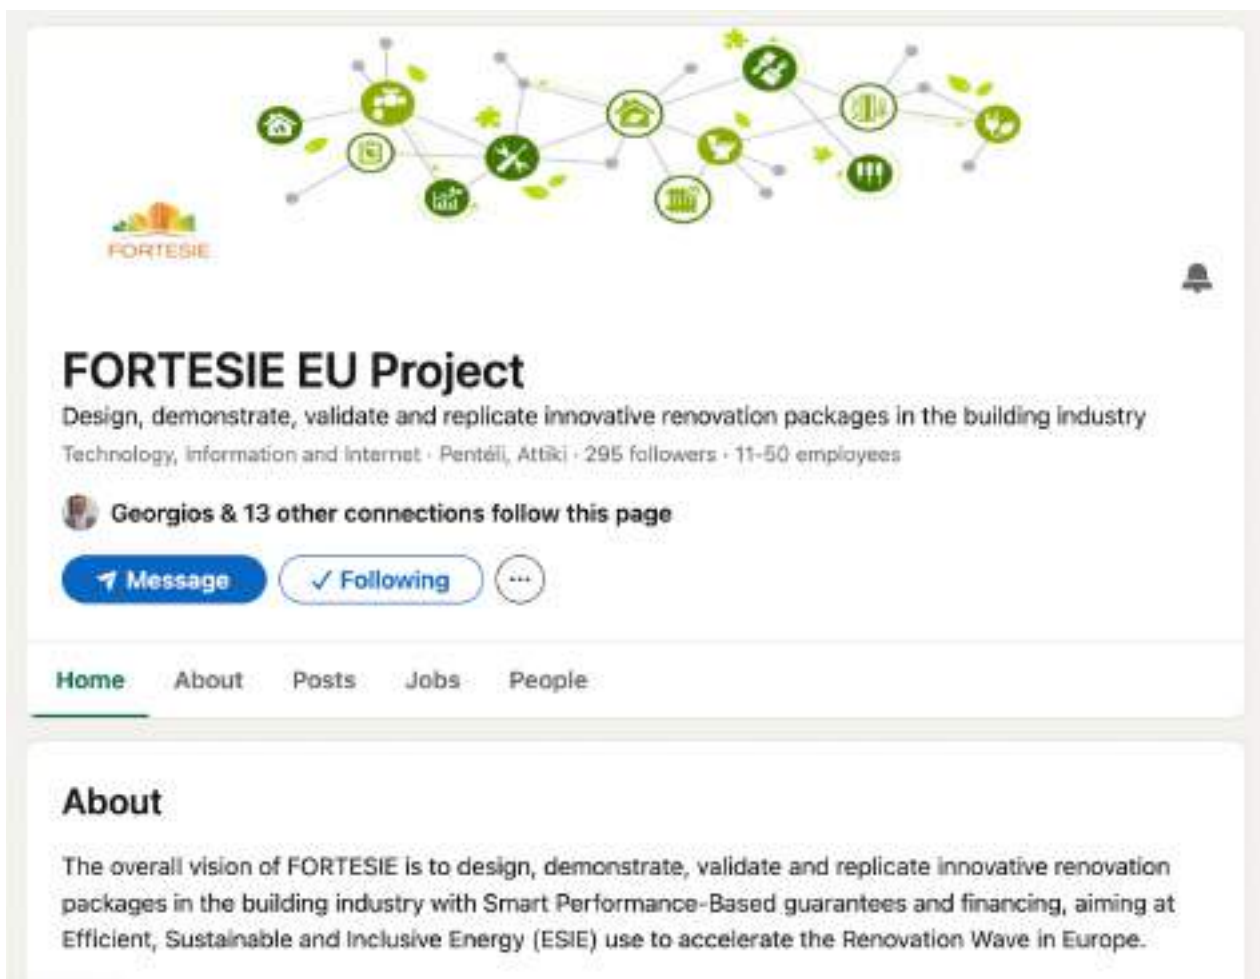 FORTESIE
FORTESIE EU Project
Design, demonstrate, validate and replicate innovative renovation packages in the building industry
Technology, Information and Internet · Pentéli, Attiki · 295 followers · 11-50 employees
Georgios & 13 other connections follow this page
Message
Following
Home
About
Posts
Jobs
People
About
The overall vision of FORTESIE is to design, demonstrate, validate and replicate innovative renovation
packages in the building industry with Smart Performance-Based guarantees and financing, aiming at
Efficient, Sustainable and Inclusive Energy (ESIE) use to accelerate the Renovation Wave in Europe.